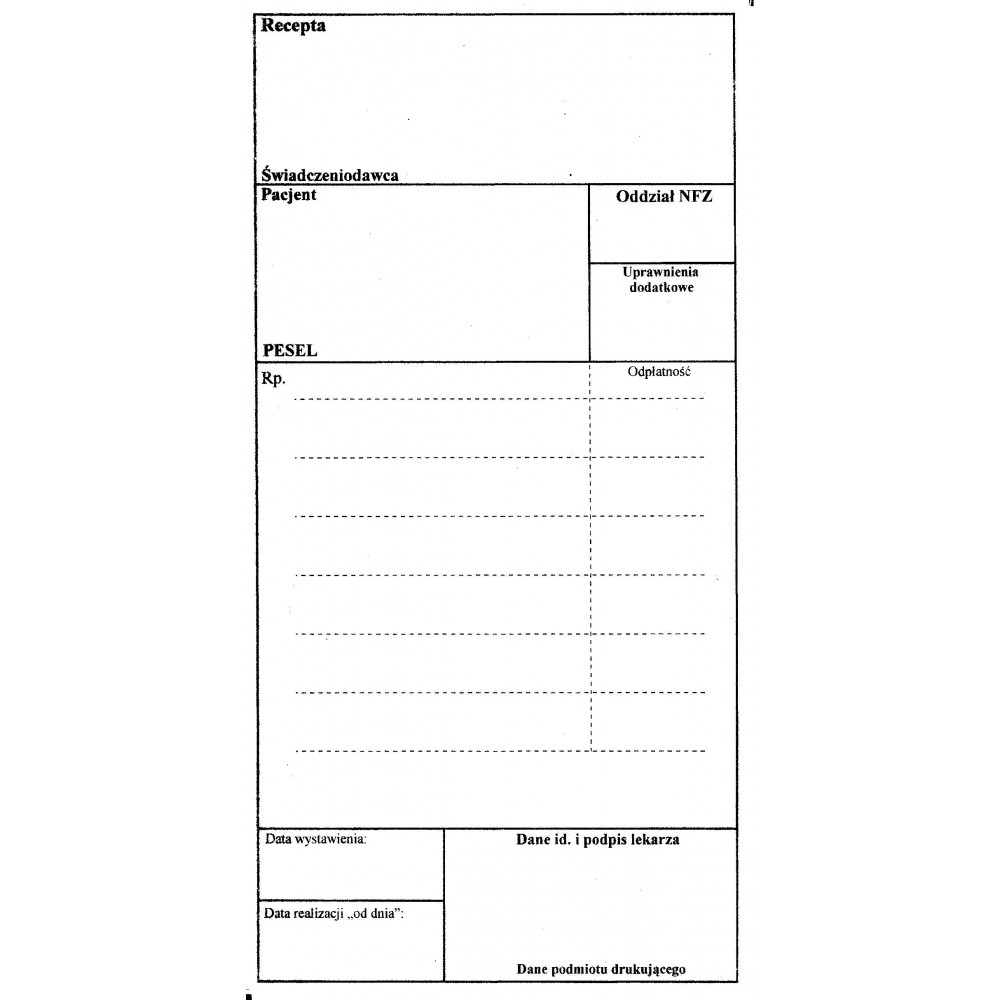 Recepta
Świadczeniodawca
Pacjent
Oddział NFZ
Uprawnienia
dodatkowe
PESEL
Rp.
Odpłatność
Data wystawienia:
Dane id. i podpis lekarza
Data realizacji „od dnia”:
Dane podmiotu drukującego